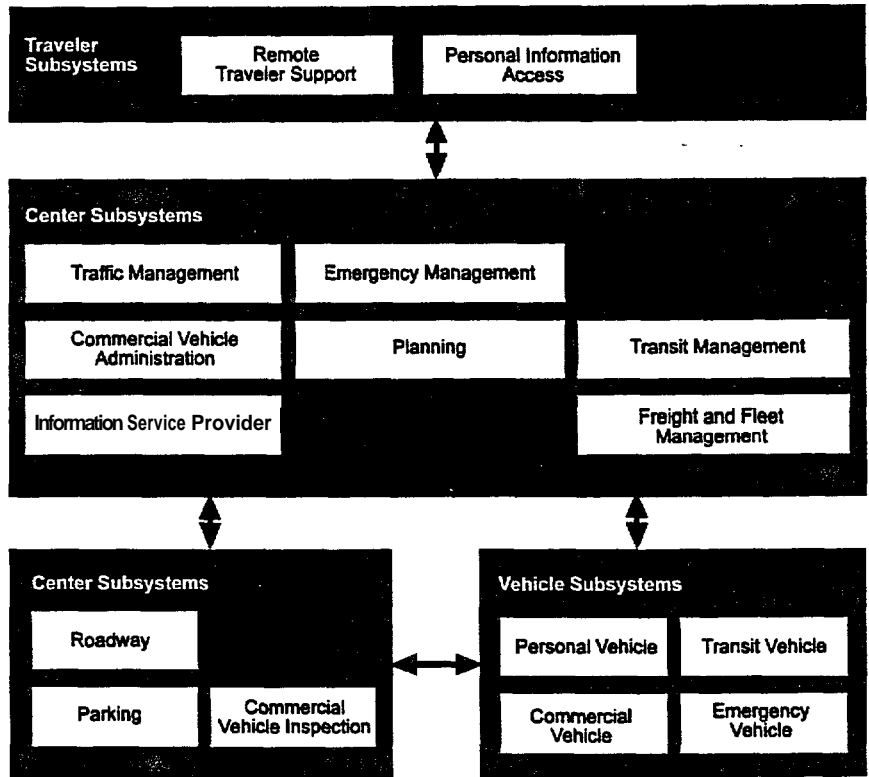 Traveler
Subsystems
Remote
Traveler Support
Personal Information
Access
Center Subsystems
Traffic Management
Emergency Management
Commercial Vehicle
Administration
Planning
Transit Management
Information Service Provider
Freight and Fleet
Management
Center Subsystems
Roadway
Parking
Commercial
Vehicle Inspection
Vehicle Subsystems
Personal Vehicle
Transit Vehicle
Commercial
Vehicle
Emergency
Vehicle